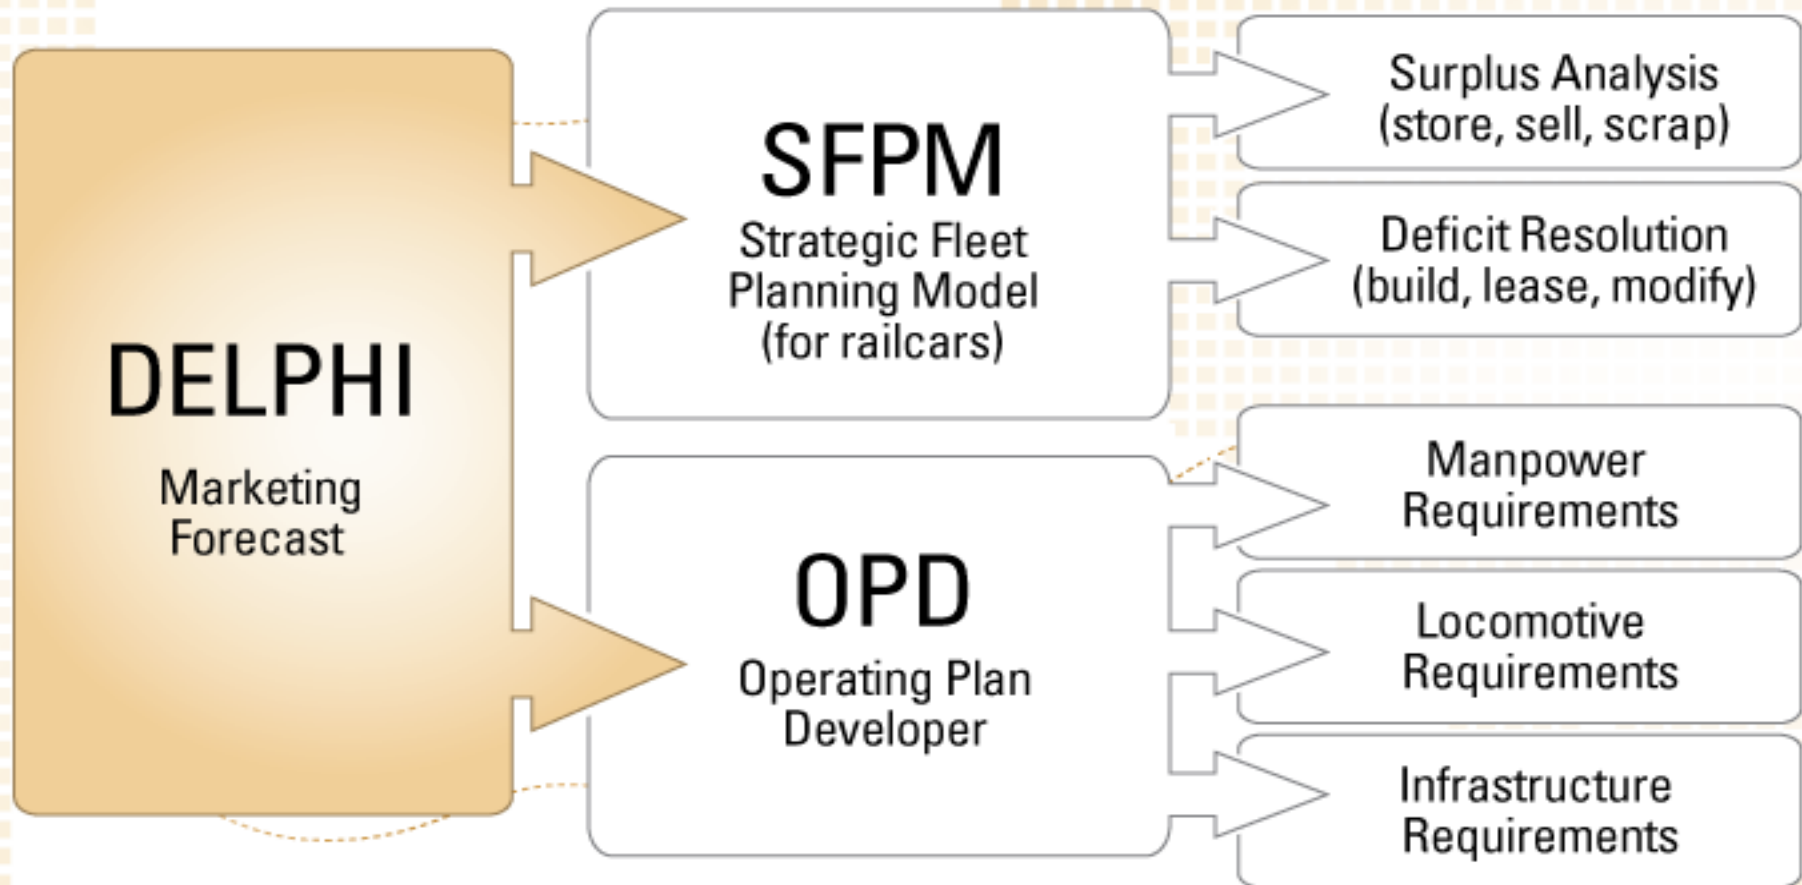 DELPHI
Marketing
Forecast
SFPM
Strategic Fleet
Planning Model
(for railcars)
OPD
Operating Plan
Developer
Surplus Analysis
(store, sell, scrap)
Deficit Resolution
(build, lease, modify)
Manpower
Requirements
Locomotive
Requirements
Infrastructure
Requirements